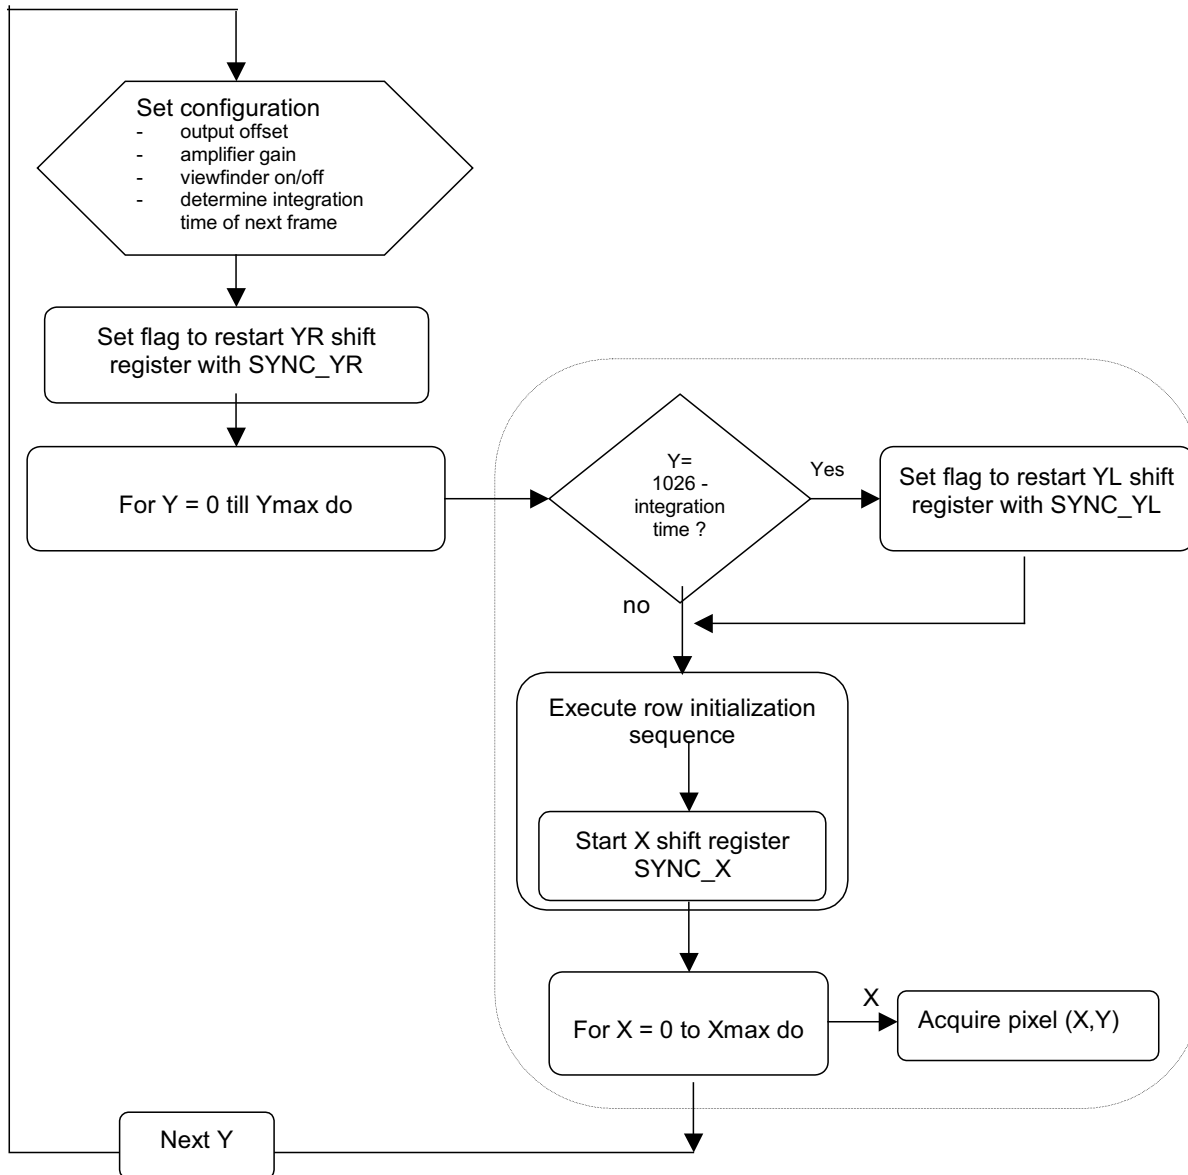 Set configuration
- output offset
- amplifier gain
- viewfinder on/off
- determine integration
time of next frame
Set flag to restart YR shift
register with SYNC_YR
For Y = 0 till Ymax do
Y=
1026 -
integration
time ?
Yes
Set flag to restart YL shift
register with SYNC_YL
no
Execute row initialization
sequence
Start X shift register
SYNC_X
For X = 0 to Xmax do
X
Acquire pixel (X,Y)
Next Y